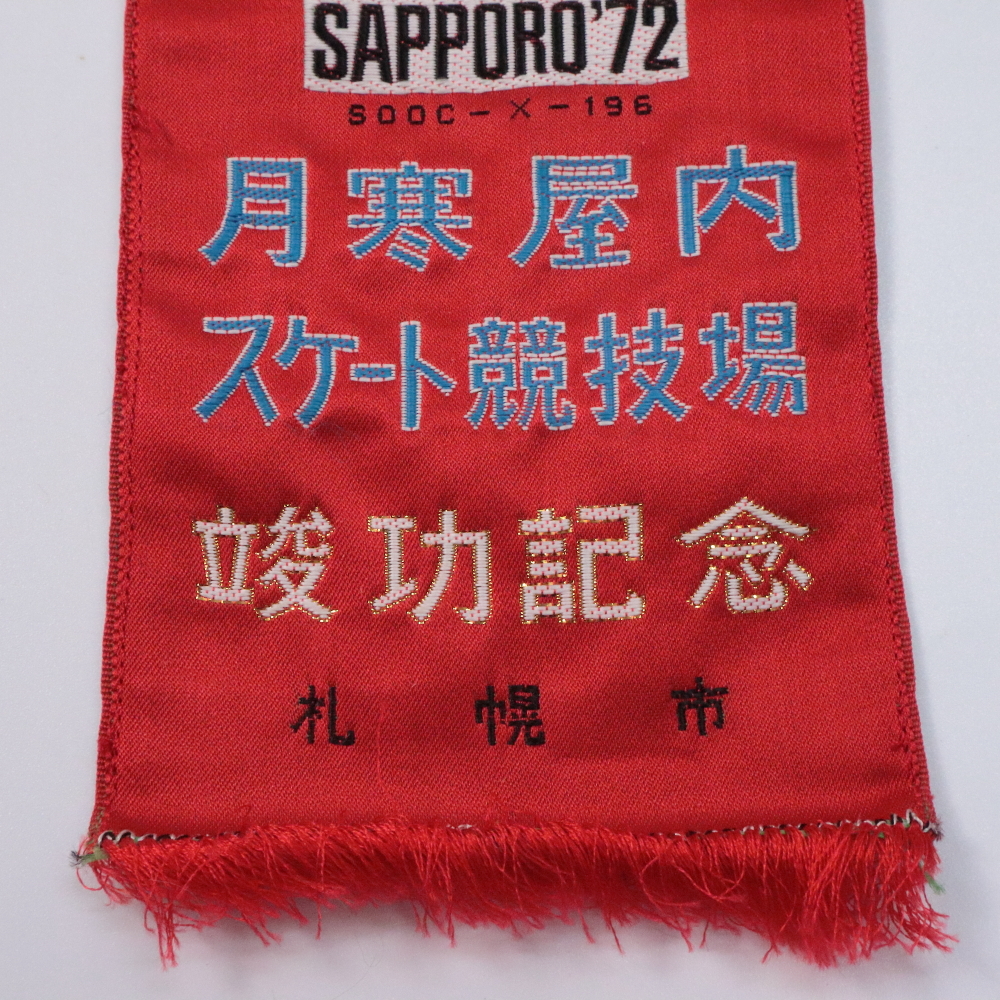 SAPPORO'72
SOOC-X-196
月寒屋内
スケート競技場
竣功記念
札幌市